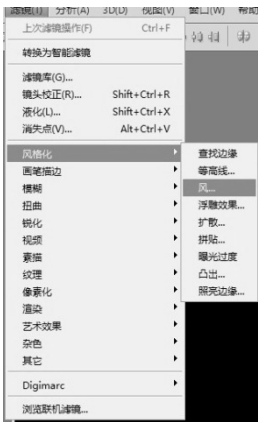 滤镜(T) 分析(A) 3D(D) 视图(V) 窗口(W) 帮助
上次滤镜操作(F) Ctrl+F
转换为智能滤镜
滤镜库(G)...
镜头校正(R)... Shift+Ctrl+R
液化(L)... Shift+Ctrl+X
消失点(V)... Alt+Ctrl+V
风格化
画笔描边
模糊
扭曲
锐化
视频
素描
纹理
像素化
渲染
艺术效果
杂色
其它
Digimarc
浏览联机滤镜...
查找边缘
等高线...
风...
浮雕效果...
扩散...
拼贴...
曝光过度
凸出...
照亮边缘...